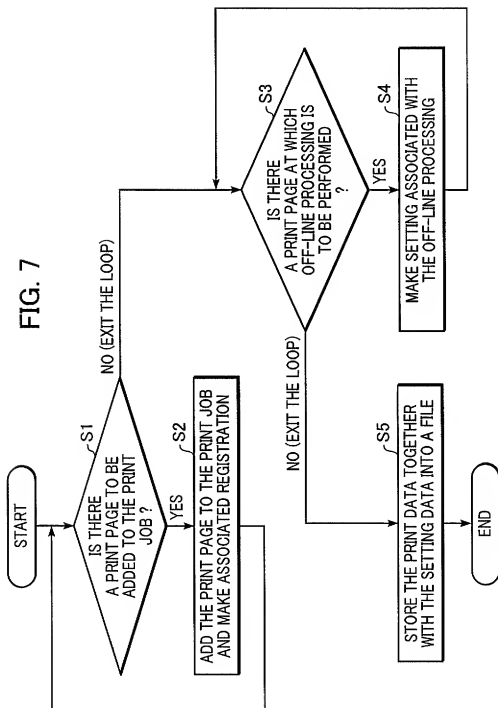 FIG. 7
START
S1
IS THERE
A PRINT PAGE TO BE
ADDED TO THE PRINT
JOB ?
NO (EXIT THE LOOP)
YES
S2
ADD THE PRINT PAGE TO THE PRINT JOB
AND MAKE ASSOCIATED REGISTRATION
S3
IS THERE
A PRINT PAGE AT WHICH
OFF-LINE PROCESSING IS
TO BE PERFORMED
?
NO (EXIT THE LOOP)
YES
S4
MAKE SETTING ASSOCIATED WITH
THE OFF-LINE PROCESSING
S5
STORE THE PRINT DATA TOGETHER
WITH THE SETTING DATA INTO A FILE
END